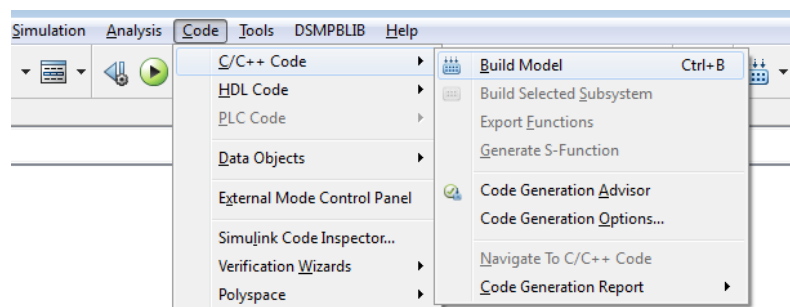 Simulation Analysis Code Tools DSMPBLIB Help
C/C++ Code
HDL Code
PLC Code
Data Objects
External Mode Control Panel
Simulink Code Inspector...
Verification Wizards
Polyspace
Build Model Ctrl+B
Build Selected Subsystem
Export Functions
Generate S-Function
Code Generation Advisor
Code Generation Options...
Navigate To C/C++ Code
Code Generation Report